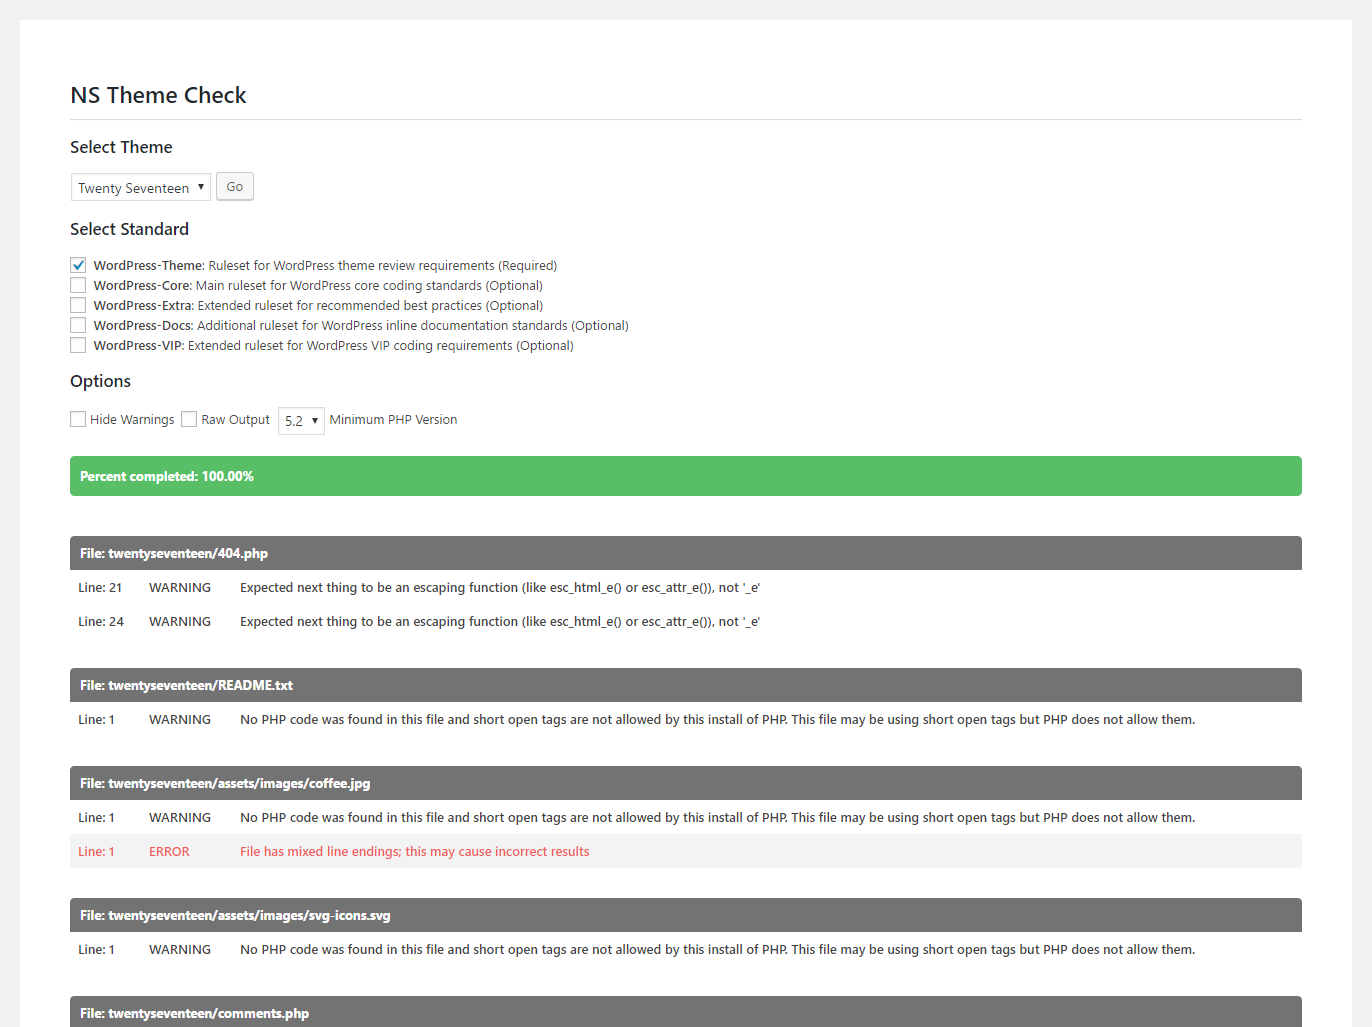 NS Theme Check
Select Theme
Twenty Seventeen Go
Select Standard
WordPress-Theme: Ruleset for WordPress theme review requirements (Required)
WordPress-Core: Main ruleset for WordPress core coding standards (Optional)
WordPress-Extra: Extended ruleset for recommended best practices (Optional)
WordPress-Docs: Additional ruleset for WordPress inline documentation standards (Optional)
WordPress-VIP: Extended ruleset for WordPress VIP coding requirements (Optional)
Options
Hide Warnings Raw Output 5.2 Minimum PHP Version
Percent completed: 100.00%
File: twentyseventeen/404.php
Line: 21 WARNING Expected next thing to be an escaping function (like esc_html_e() or esc_attr_e()), not '_e'
Line: 24 WARNING Expected next thing to be an escaping function (like esc_html_e() or esc_attr_e()), not '_e'
File: twentyseventeen/README.txt
Line: 1 WARNING No PHP code was found in this file and short open tags are not allowed by this install of PHP. This file may be using short open tags but PHP does not allow them.
File: twentyseventeen/assets/images/coffee.jpg
Line: 1 WARNING No PHP code was found in this file and short open tags are not allowed by this install of PHP. This file may be using short open tags but PHP does not allow them.
Line: 1 ERROR File has mixed line endings; this may cause incorrect results
File: twentyseventeen/assets/images/svg-icons.svg
Line: 1 WARNING No PHP code was found in this file and short open tags are not allowed by this install of PHP. This file may be using short open tags but PHP does not allow them.
File: twentyseventeen/comments.php